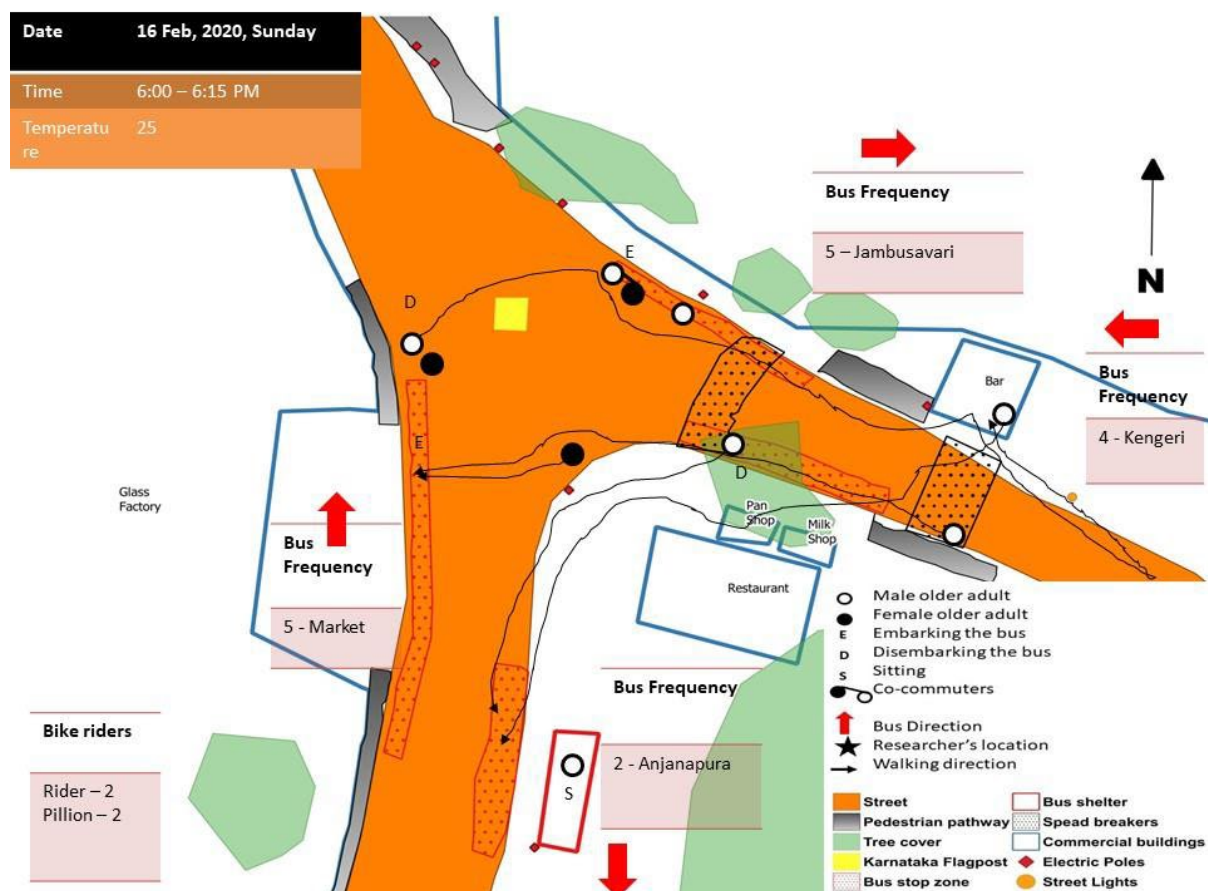 Date 16 Feb, 2020, Sunday
Time 6:00 – 6:15 PM
Temperatu
re 25
Bus Frequency
5 – Jambusavari
N
Bus
Frequency
4 - Kengeri
E
D
Bar
E
D
Glass
Factory
Pan
Shop
Milk
Shop
Restaurant
Bus
Frequency
5 - Market
Bus Frequency
2 - Anjanapura
S
Bike riders
Rider – 2
Pillion – 2
Male older adult
Female older adult
E Embarking the bus
D Disembarking the bus
S Sitting
Co-commuters
Bus Direction
Researcher's location
Walking direction
Street
Pedestrian pathway
Tree cover
Karnataka Flagpost
Bus stop zone
Bus shelter
Spead breakers
Commercial buildings
Electric Poles
Street Lights